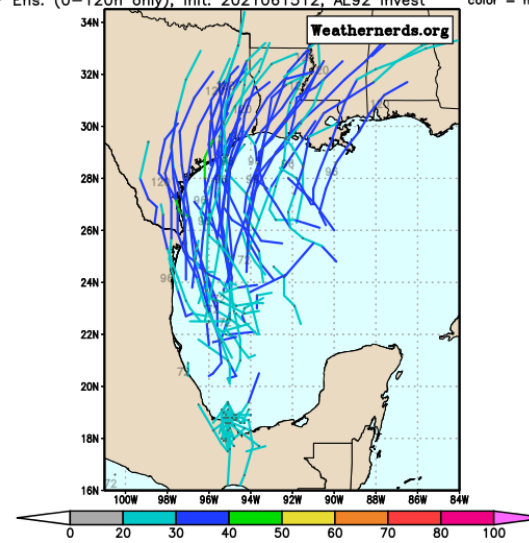 Ens. (0-120h only), Init: 2021061512, AL92 Invest color =
Weathernerds.org
34N
32N
30N
28N
26N
24N
22N
20N
18N
16N
100W 98W 96W 94W 92W 90W 88W 86W 84W
72
0 20 30 40 50 60 70 80 90 100